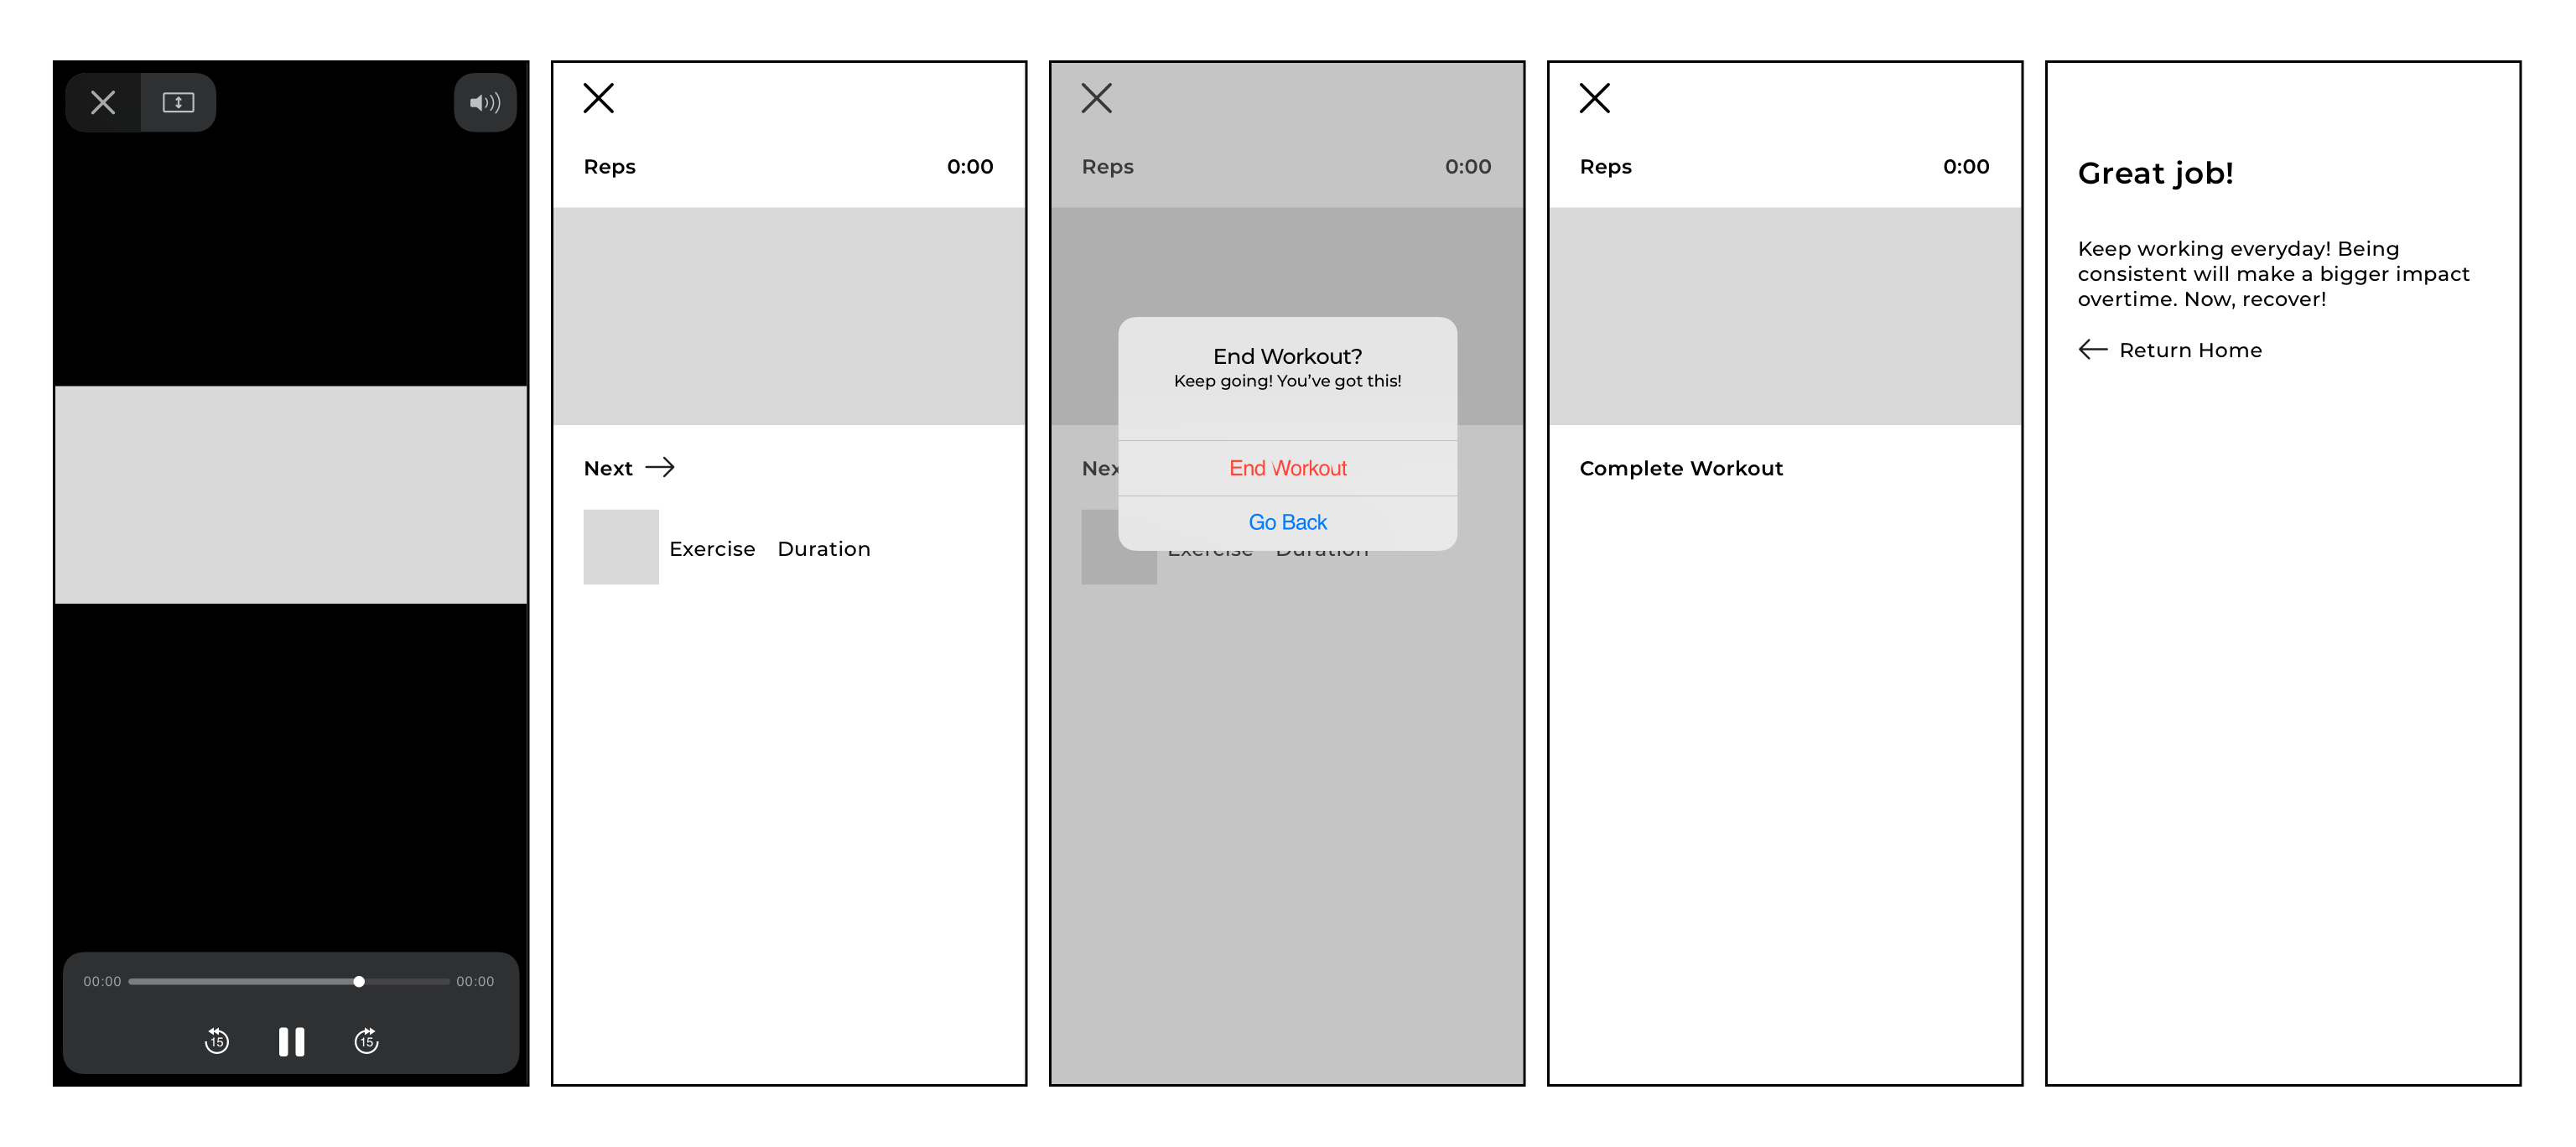 00:00 00:00
15 15
Reps 0:00
Next
Exercise Duration
Reps 0:00
End Workout?
Keep going! You’ve got this!
End Workout
Nex
Go Back
Exercise Duration
Reps 0:00
Complete Workout
Great job!
Keep working everyday! Being
consistent will make a bigger impact
overtime. Now, recover!
Return Home